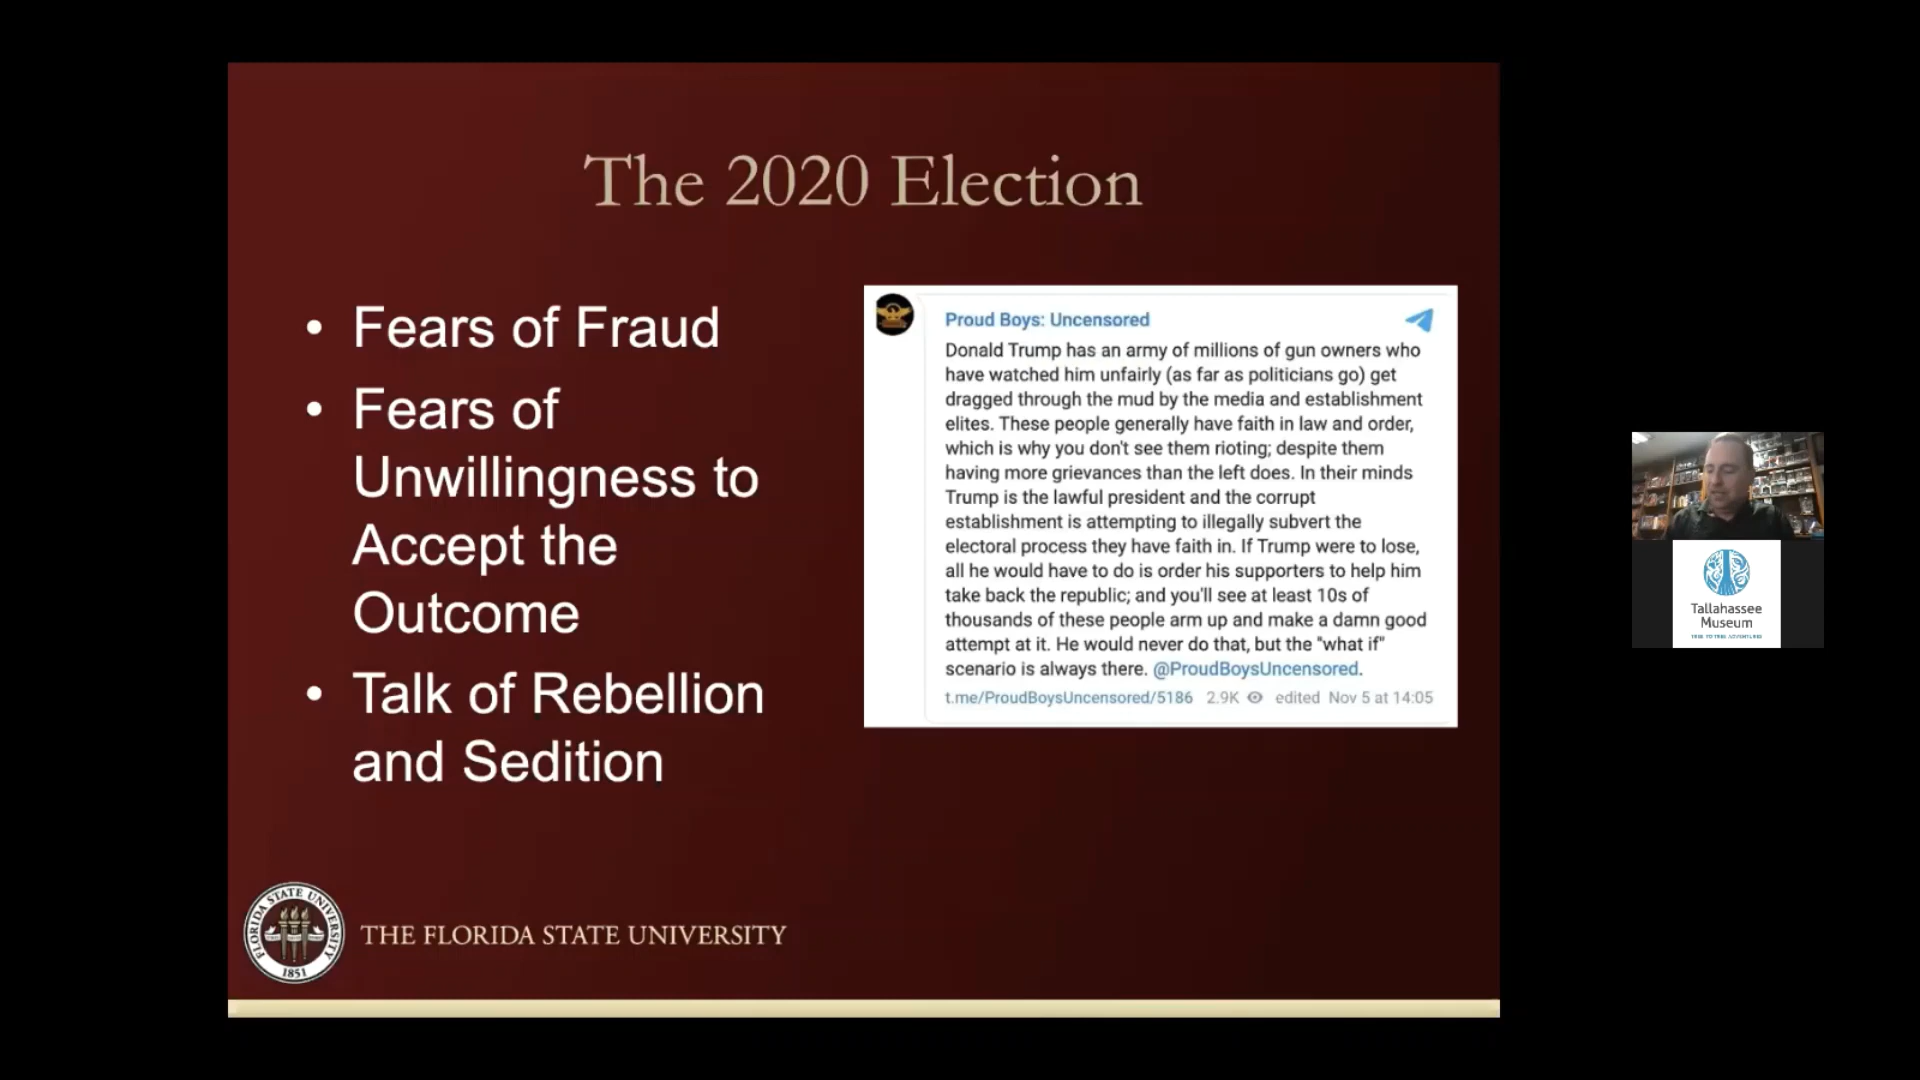 The 2020 Election
• Fears of Fraud
• Fears of
Unwillingness to
Accept the
Outcome
• Talk of Rebellion
and Sedition
Proud Boys: Uncensored
Donald Trump has an army of millions of gun owners who
have watched him unfairly (as far as politicians go) get
dragged through the mud by the media and establishment
elites. These people generally have faith in law and order,
which is why you don't see them rioting; despite them
having more grievances than the left does. In their minds
Trump is the lawful president and the corrupt
establishment is attempting to illegally subvert the
electoral process they have faith in. If Trump were to lose,
all he would have to do is order his supporters to help him
take back the republic; and you'll see at least 10s of
thousands of these people arm up and make a damn good
attempt at it. He would never do that, but the "what if"
scenario is always there. @ProudBoysUncensored.
t.me/ProudBoysUncensored/5186 2.9K edited Nov 5 at 14:05
FLORIDA STATE UNIVERSITY
1851
THE FLORIDA STATE UNIVERSITY
Tallahassee
Museum
TREE TO TREE ADVENTURES